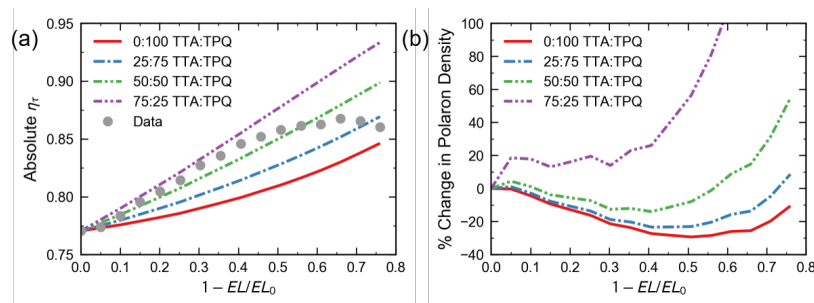 (a)
0.95
0.90
0.85
0.80
0.75
Absolute ητ
0:100 TTA:TPQ
25:75 TTA:TPQ
50:50 TTA:TPQ
75:25 TTA:TPQ
Data
0.0 0.1 0.2 0.3 0.4 0.5 0.6 0.7 0.8
1 − EL/EL0
(b)
100
80
60
40
20
0
−20
−40
% Change in Polaron Density
0:100 TTA:TPQ
25:75 TTA:TPQ
50:50 TTA:TPQ
75:25 TTA:TPQ
0.0 0.1 0.2 0.3 0.4 0.5 0.6 0.7 0.8
1 − EL/EL0